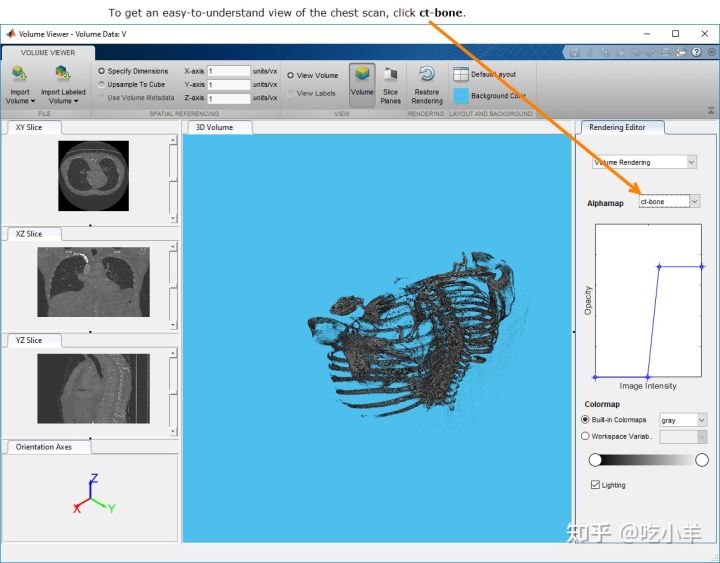 To get an easy-to-understand view of the chest scan, click ct-bone.
Volume Viewer - Volume Data: V
VOLUME VIEWER
Import
Volume
Import Labeled
Volume
FILE
Specify Dimensions
Upsample To Cube
Use Volume Metadata
X-axis 1 units/vx
Y-axis 1 units/vx
Z-axis 1 units/vx
SPATIAL REFERENCING
View Volume
View Labels
Volume
Slice
Planes
VIEW
Restore
Rendering
RENDERING
Default Layout
Background Color
LAYOUT AND BACKGROUND
XY Slice
XZ Slice
YZ Slice
Orientation Axes
Z
X
Y
3D Volume
Rendering Editor
Volume Rendering
Alphamap
ct-bone
Opacity
Image Intensity
Colormap
Built-in Colormaps
gray
Workspace Variab..
Lighting
知乎 @吃小羊